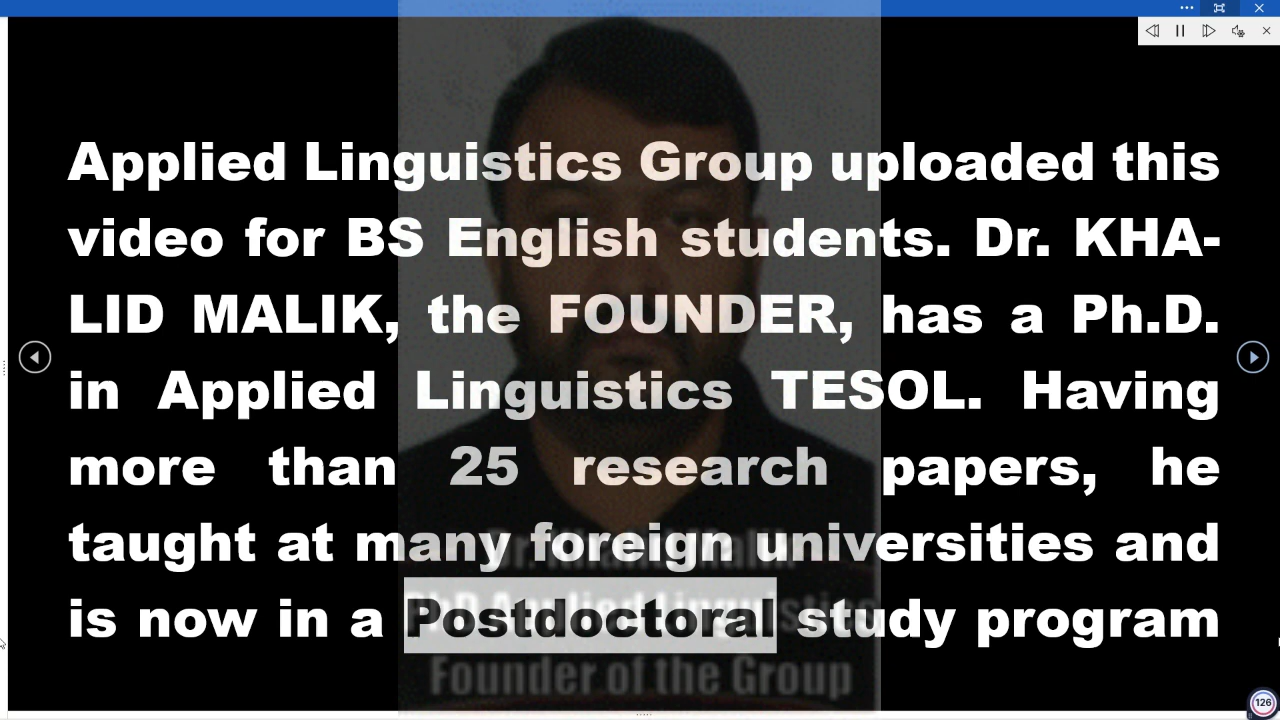 Applied Linguistics Group uploaded this
video for BS English students. Dr. KHA-
LID MALIK, the FOUNDER, has a Ph.D.
in Applied Linguistics TESOL. Having
more than 25 research papers, he
taught at many foreign universities and
is now in a Postdoctoral study program
Founder of the Group
126